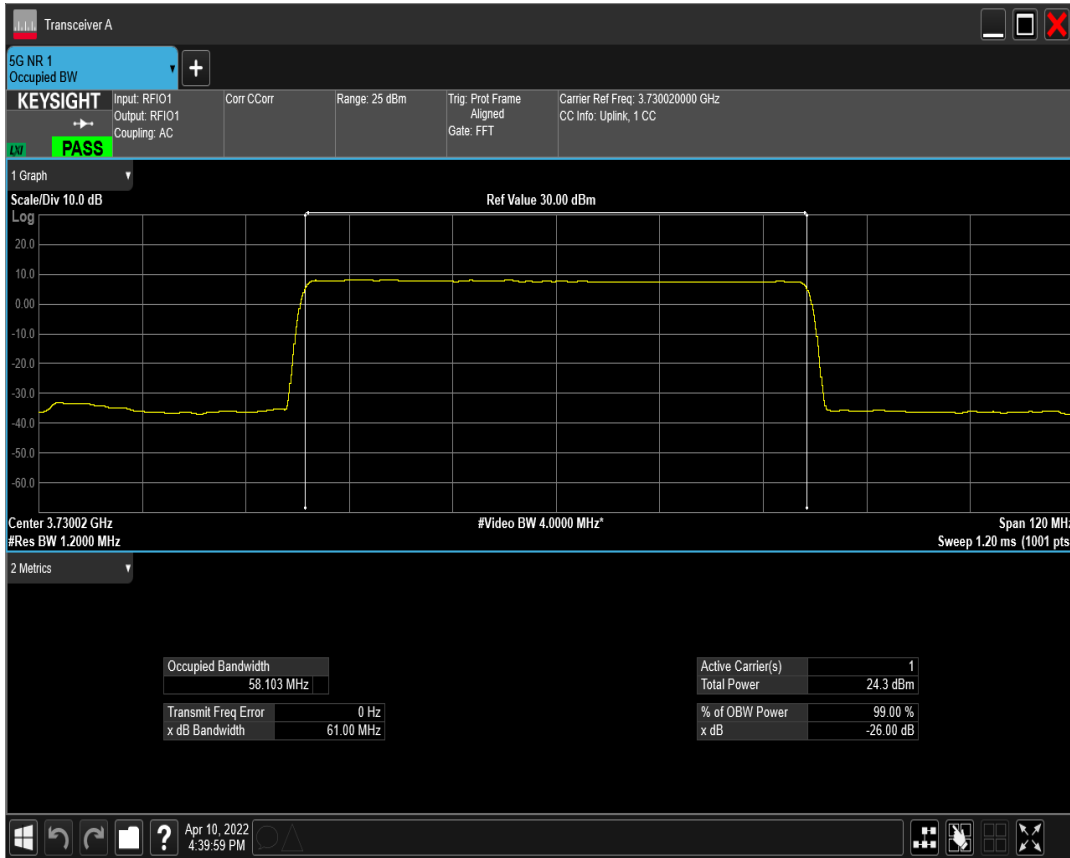 Transceiver A
5G NR 1
Occupied BW
+
KEYSIGHT
LXI
PASS
Input: RFIO1
Output: RFIO1
Coupling: AC
Corr CCorr
Range: 25 dBm
Trig: Prot Frame
Aligned
Gate: FFT
Carrier Ref Freq: 3.730020000 GHz
CC Info: Uplink, 1 CC
1 Graph
Scale/Div 10.0 dB
Ref Value 30.00 dBm
Log
20.0
10.0
0.00
-10.0
-20.0
-30.0
-40.0
-50.0
-60.0
Center 3.73002 GHz
#Video BW 4.0000 MHz*
Span 120 MHz
#Res BW 1.2000 MHz
Sweep 1.20 ms (1001 pts
2 Metrics
Occupied Bandwidth
58.103 MHz
Transmit Freq Error 0 Hz
x dB Bandwidth 61.00 MHz
Active Carrier(s) 1
Total Power 24.3 dBm
% of OBW Power 99.00 %
x dB -26.00 dB
?
Apr 10, 2022
4:39:59 PM